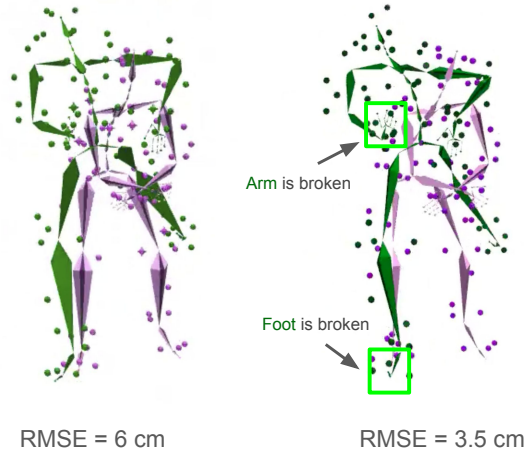 Arm is broken
Foot is broken
RMSE = 6 cm
RMSE = 3.5 cm